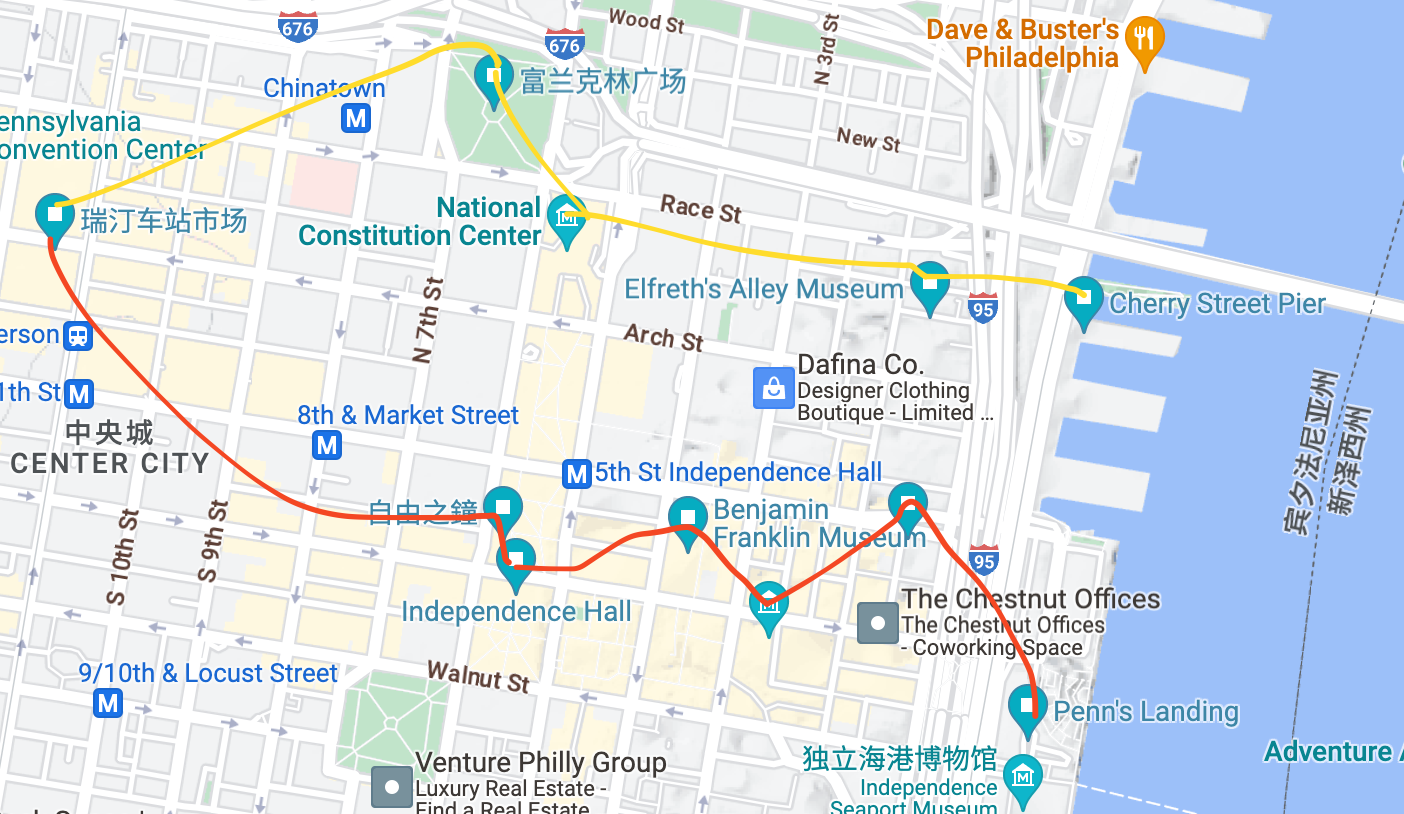 676
Wood St
676
N 3rd St
Dave & Buster's
Philadelphia
Chinatown
M
富兰克林广场
New St
ennsylvania
onvention Center
瑞汀车站市场
National
Constitution Center
Race St
Elfreth's Alley Museum
95
Cherry Street Pier
N 7th St
Arch St
erson
1th St
M
Dafina Co.
Designer Clothing
Boutique - Limited ...
8th & Market Street
M
中央城
CENTER CITY
宾夕法尼亚州
新泽西州
M
5th St Independence Hall
自由之鐘
Benjamin
Franklin Museum
S 10th St
S 9th St
95
Independence Hall
The Chestnut Offices
The Chestnut Offices
- Coworking Space
9/10th & Locust Street
M
Walnut St
Penn's Landing
Venture Philly Group
Luxury Real Estate -
Find a Real Estate
独立海港博物馆
Independence
Seaport Museum
Adventure A